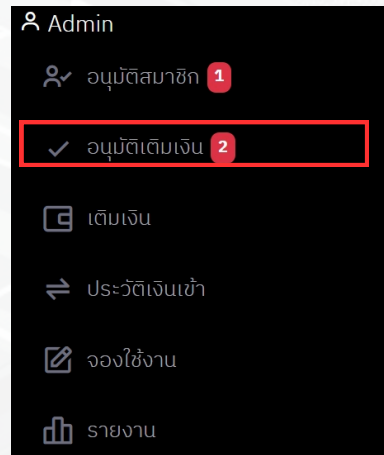 Admin
อนุมัติสมาชิก 1
อนุมัติเติมเงิน 2
เติมเงิน
ประวัติเงินเข้า
จองใช้งาน
รายงาน